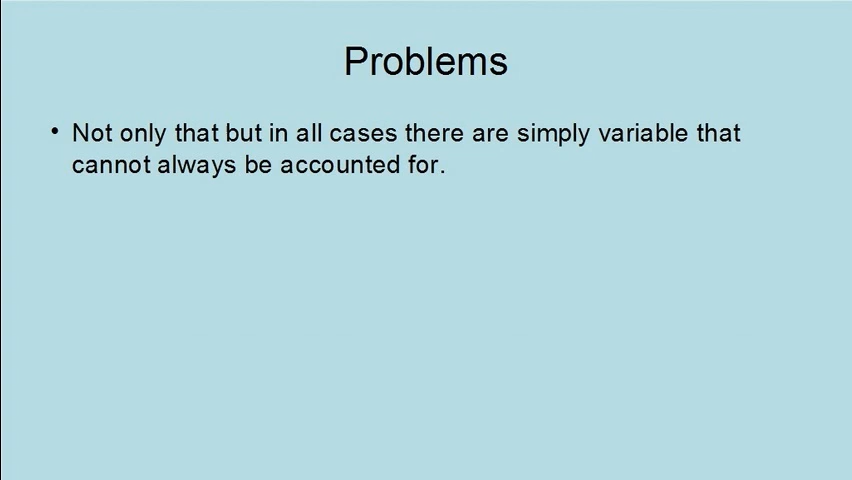 Problems
• Not only that but in all cases there are simply variable that
cannot always be accounted for.